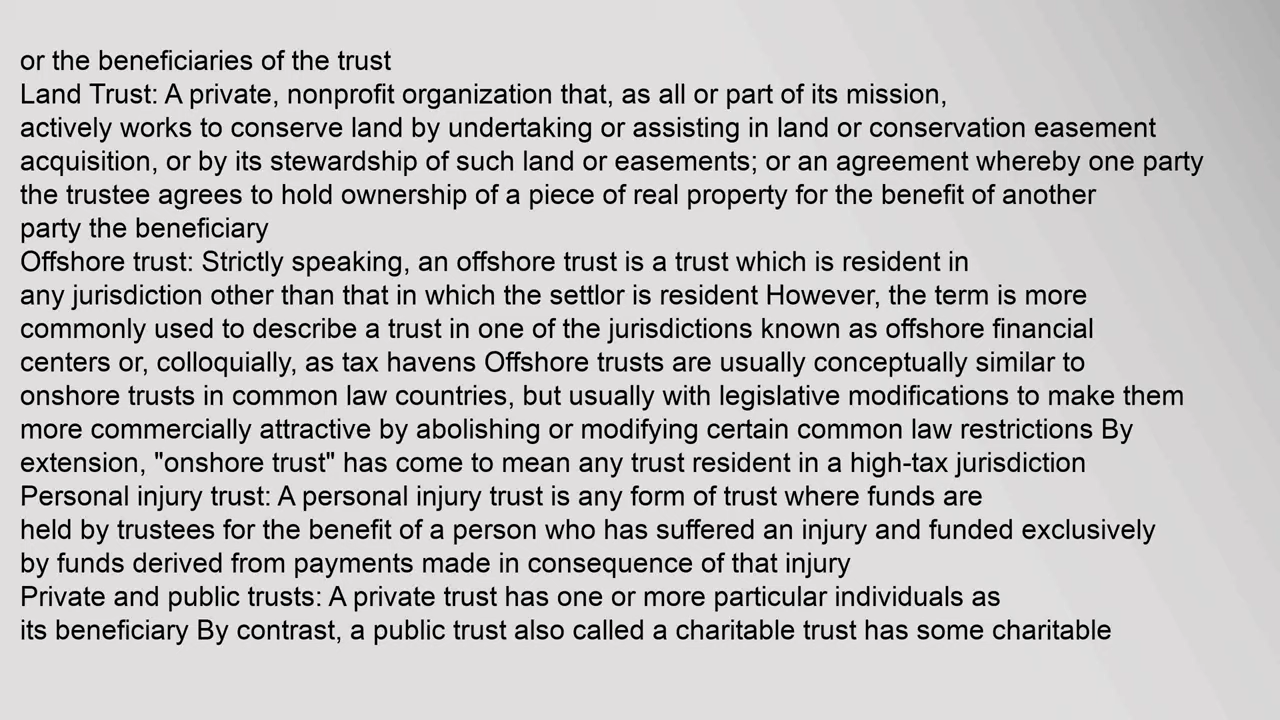 or the beneficiaries of the trust
Land Trust: A private, nonprofit organization that, as all or part of its mission,
actively works to conserve land by undertaking or assisting in land or conservation easement
acquisition, or by its stewardship of such land or easements; or an agreement whereby one party
the trustee agrees to hold ownership of a piece of real property for the benefit of another
party the beneficiary
Offshore trust: Strictly speaking, an offshore trust is a trust which is resident in
any jurisdiction other than that in which the settlor is resident However, the term is more
commonly used to describe a trust in one of the jurisdictions known as offshore financial
centers or, colloquially, as tax havens Offshore trusts are usually conceptually similar to
onshore trusts in common law countries, but usually with legislative modifications to make them
more commercially attractive by abolishing or modifying certain common law restrictions By
extension, "onshore trust" has come to mean any trust resident in a high-tax jurisdiction
Personal injury trust: A personal injury trust is any form of trust where funds are
held by trustees for the benefit of a person who has suffered an injury and funded exclusively
by funds derived from payments made in consequence of that injury
Private and public trusts: A private trust has one or more particular individuals as
its beneficiary By contrast, a public trust also called a charitable trust has some charitable